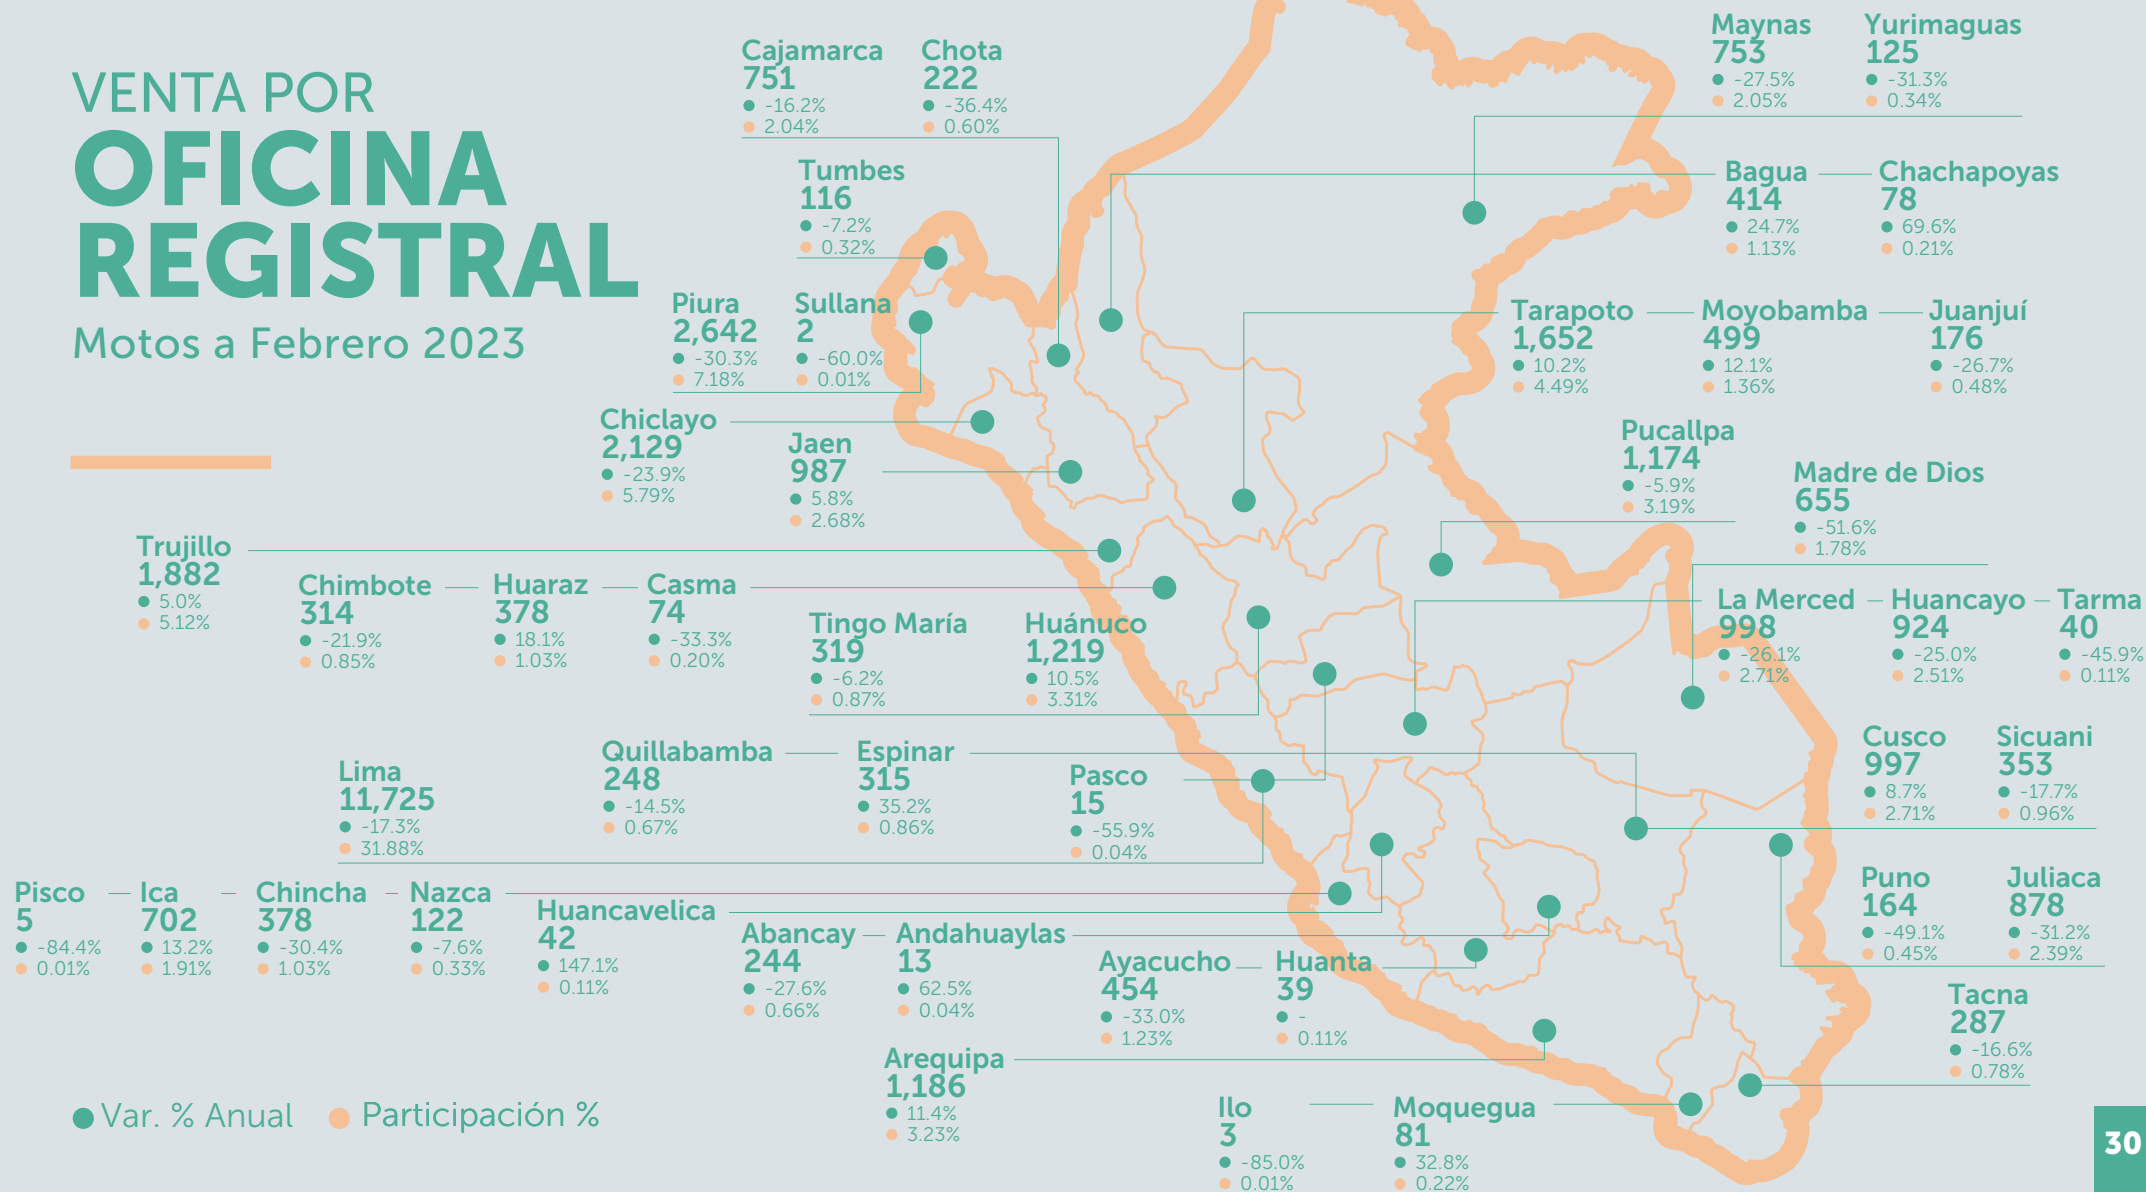 VENTA POR
OFICINA
REGISTRAL
Motos a Febrero 2023
Cajamarca
751
-16.2%
2.04%
Chota
222
-36.4%
0.60%
Maynas
753
-27.5%
2.05%
Yurimaguas
125
-31.3%
0.34%
Tumbes
116
-7.2%
0.32%
Bagua
414
24.7%
1.13%
Chachapoyas
78
69.6%
0.21%
Piura
2,642
-30.3%
7.18%
Sullana
2
-60.0%
0.01%
Tarapoto
1,652
10.2%
4.49%
Moyobamba
499
12.1%
1.36%
Juanjuí
176
-26.7%
0.48%
Chiclayo
2,129
-23.9%
5.79%
Jaen
987
5.8%
2.68%
Pucallpa
1,174
-5.9%
3.19%
Madre de Dios
655
-51.6%
1.78%
Trujillo
1,882
5.0%
5.12%
Chimbote
314
-21.9%
0.85%
Huaraz
378
18.1%
1.03%
Casma
74
-33.3%
0.20%
Tingo María
319
-6.2%
0.87%
Huánuco
1,219
10.5%
3.31%
La Merced
998
-26.1%
2.71%
Huancayo
924
-25.0%
2.51%
Tarma
40
-45.9%
0.11%
Lima
11,725
-17.3%
31.88%
Quillabamba
248
-14.5%
0.67%
Espinar
315
35.2%
0.86%
Pasco
15
-55.9%
0.04%
Cusco
997
8.7%
2.71%
Sicuani
353
-17.7%
0.96%
Pisco
5
-84.4%
0.01%
Ica
702
13.2%
1.91%
Chincha
378
-30.4%
1.03%
Nazca
122
-7.6%
0.33%
Huancavelica
42
147.1%
0.11%
Abancay
244
-27.6%
0.66%
Andahuaylas
13
62.5%
0.04%
Ayacucho
454
-33.0%
1.23%
Huanta
39
-
0.11%
Puno
164
-49.1%
0.45%
Juliaca
878
-31.2%
2.39%
Tacna
287
-16.6%
0.78%
Arequipa
1,186
11.4%
3.23%
Ilo
3
-85.0%
0.01%
Moquegua
81
32.8%
0.22%
Var. % Anual
Participación %
30